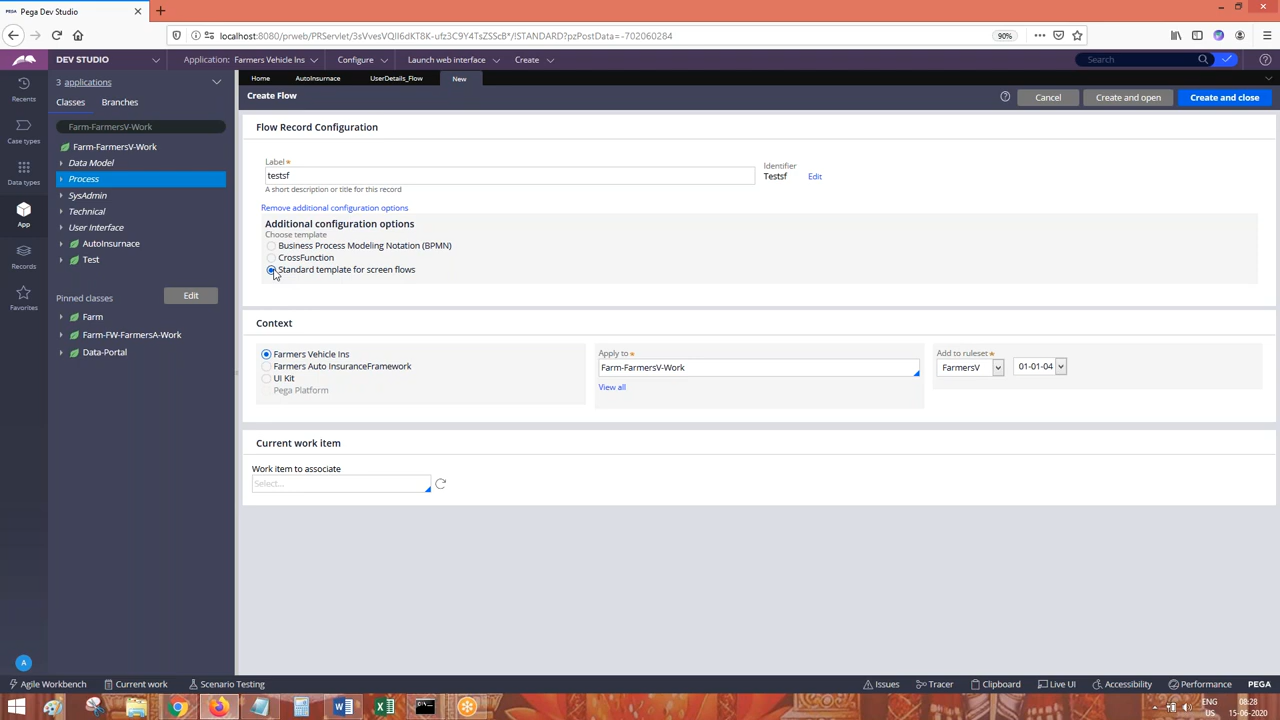 Pega Dev Studio
localhost:8080/prweb/PRServlet/3sVvesVQII6dKT8K-ufz3C9Y4TsZSScB*/!STANDARD?pzPostData=-702060284
90%
DEV STUDIO
Application: Farmers Vehicle Ins
Configure
Launch web interface
Create
Search
3 applications
Home
AutoInsurnace
UserDetails_Flow
New
Recents
Classes
Branches
Create Flow
Cancel
Create and open
Create and close
Case types
Farm-FarmersV-Work
Farm-FarmersV-Work
Data Model
Process
SysAdmin
Technical
User Interface
AutoInsurnace
Test
Data types
App
Records
Favorites
Pinned classes
Edit
Farm
Farm-FW-FarmersA-Work
Data-Portal
Flow Record Configuration
Label*
testsf
A short description or title for this record
Identifier
Testsf
Edit
Remove additional configuration options
Additional configuration options
Choose template
Business Process Modeling Notation (BPMN)
CrossFunction
Standard template for screen flows
Context
Farmers Vehicle Ins
Farmers Auto InsuranceFramework
UI Kit
Pega Platform
Apply to*
Farm-FarmersV-Work
View all
Add to ruleset*
FarmersV
01-01-04
Current work item
Work item to associate
Select...
A
Agile Workbench
Current work
Scenario Testing
Issues
Tracer
Clipboard
Live UI
Accessibility
Performance
PEGA
ENG
US
08:28
15-06-2020